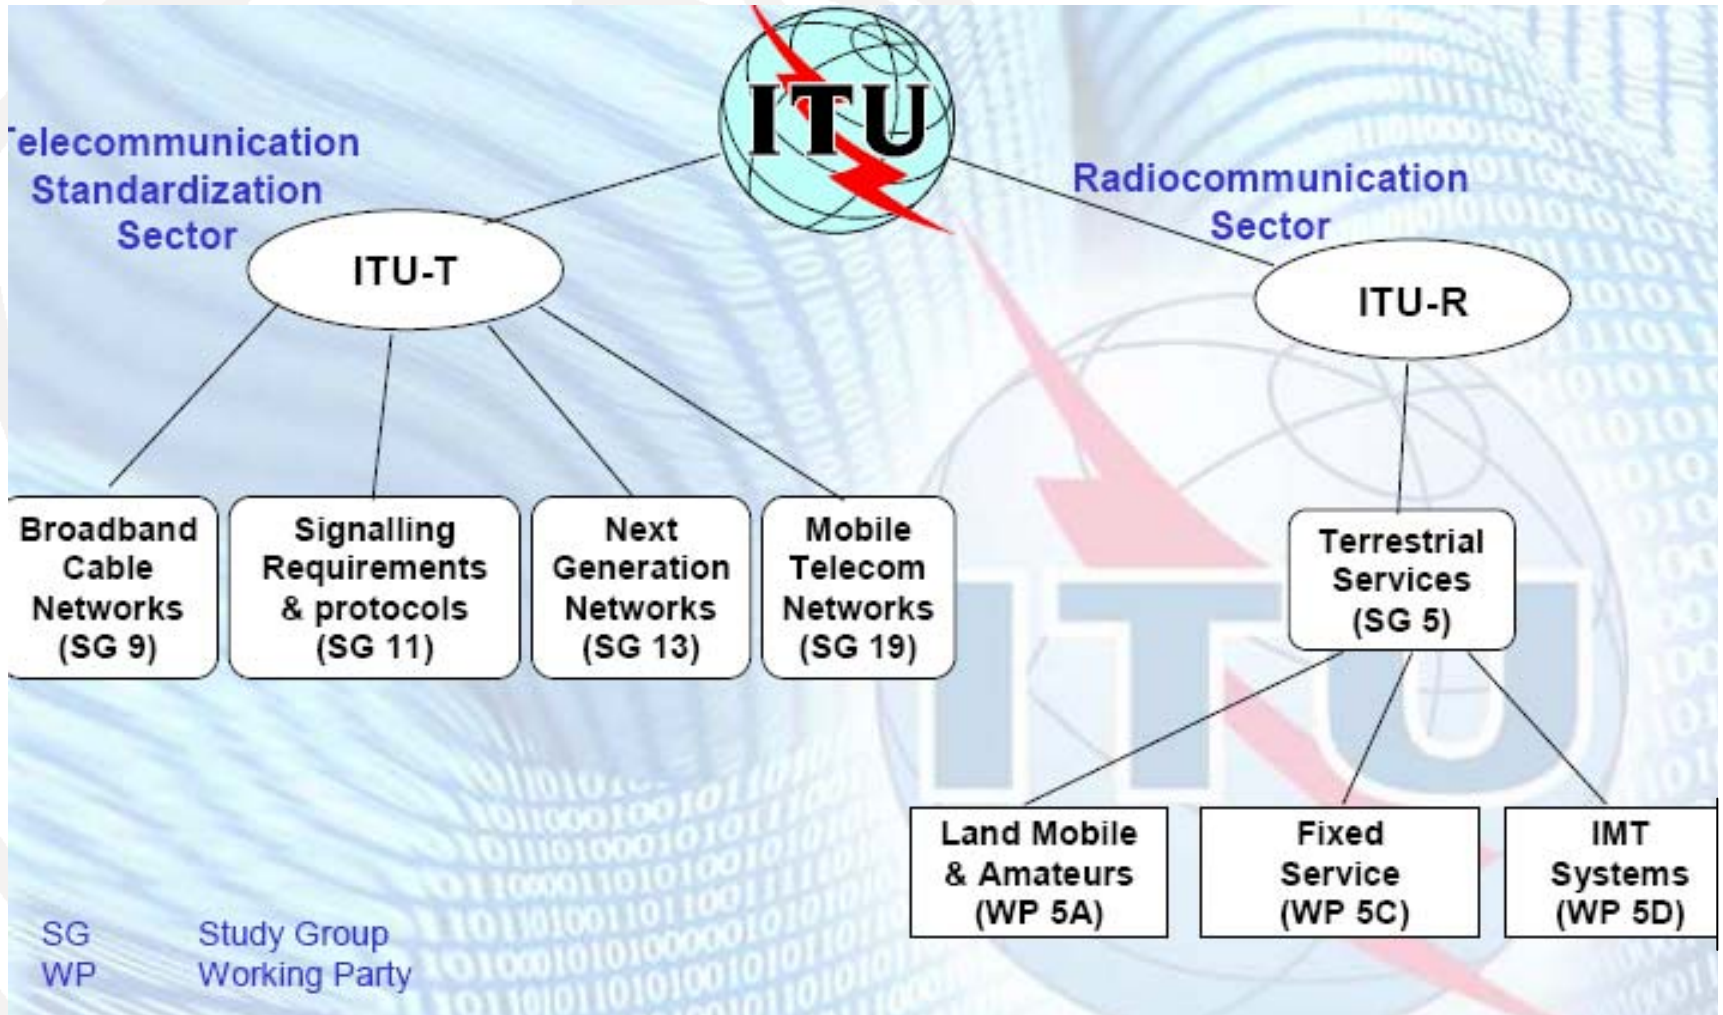 ITU
elecommunication
Standardization
Sector
Radiocommunication
Sector
ITU-T
ITU-R
Broadband
Cable
Networks
(SG 9)
Signalling
Requirements
& protocols
(SG 11)
Next
Generation
Networks
(SG 13)
Mobile
Telecom
Networks
(SG 19)
Terrestrial
Services
(SG 5)
Land Mobile
& Amateurs
(WP 5A)
Fixed
Service
(WP 5C)
IMT
Systems
(WP 5D)
SG Study Group
WP Working Party
ITU